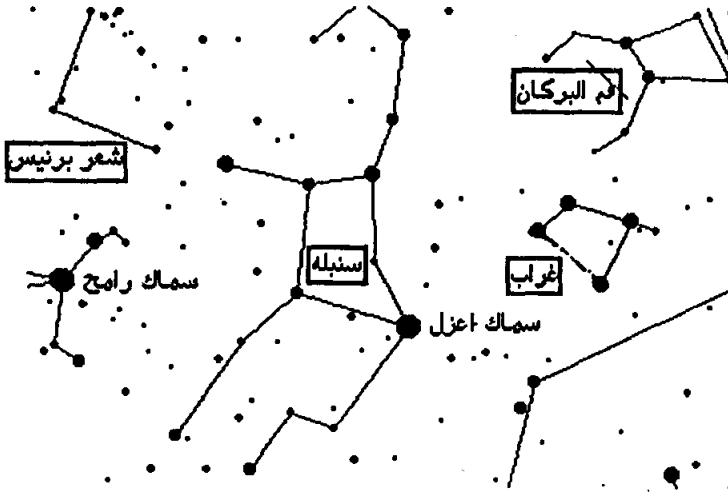 فم البركان
شعر برنيس
سنبله
غراب
سماك رامح
سماك اعزل